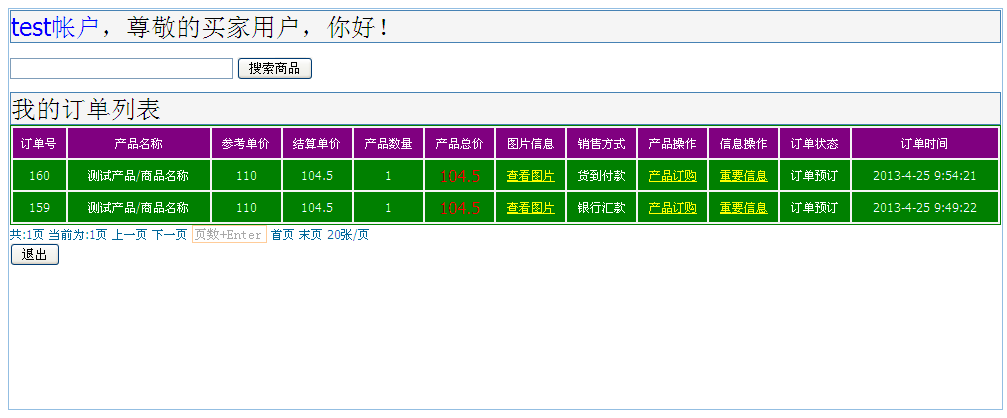 test帐户，尊敬的买家用户，你好！
搜索商品
我的订单列表
订单号 产品名称 参考单价 结算单价 产品数量 产品总价 图片信息 销售方式 产品操作 信息操作 订单状态 订单时间
160 测试产品/商品名称 110 104.5 1 104.5 查看图片 货到付款 产品订购 重要信息 订单预订 2013-4-25 9:54:21
159 测试产品/商品名称 110 104.5 1 104.5 查看图片 银行汇款 产品订购 重要信息 订单预订 2013-4-25 9:49:22
共:1页 当前为:1页 上一页 下一页 页数+Enter 首页 末页 20张/页
退出